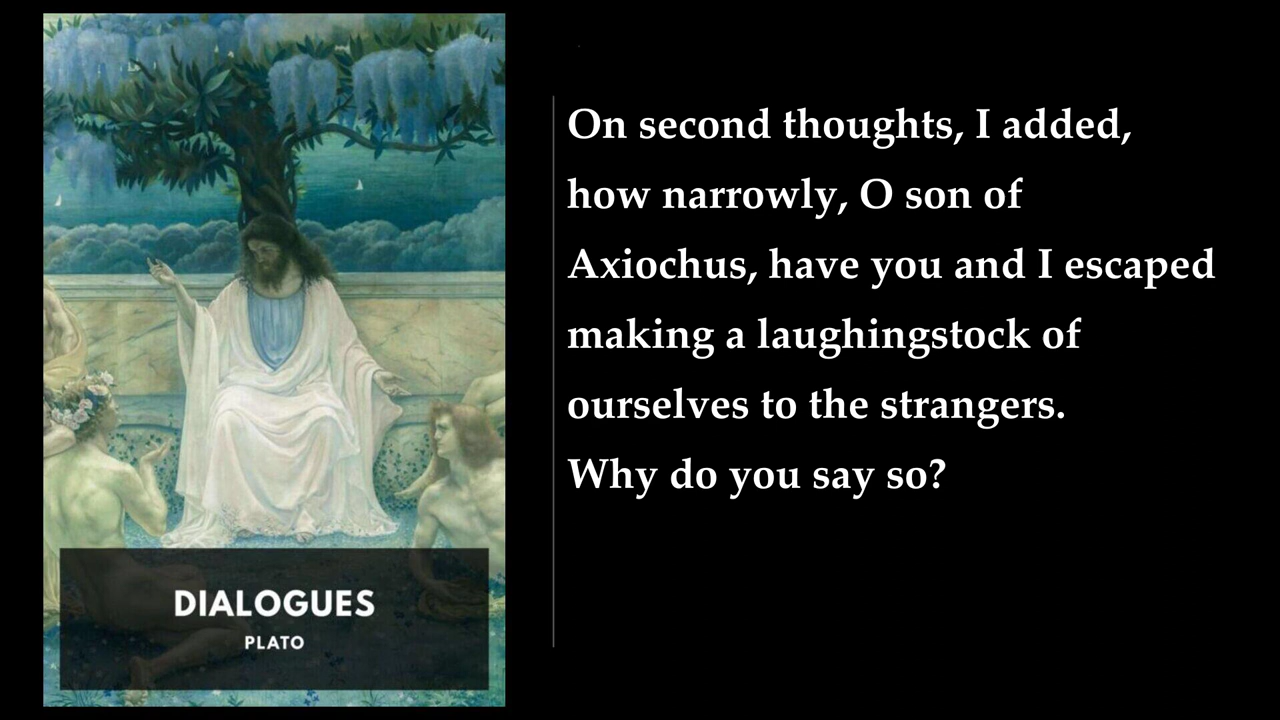 On second thoughts, I added,
how narrowly, O son of
Axiochus, have you and I escaped
making a laughingstock of
ourselves to the strangers.
Why do you say so?
DIALOGUES
PLATO